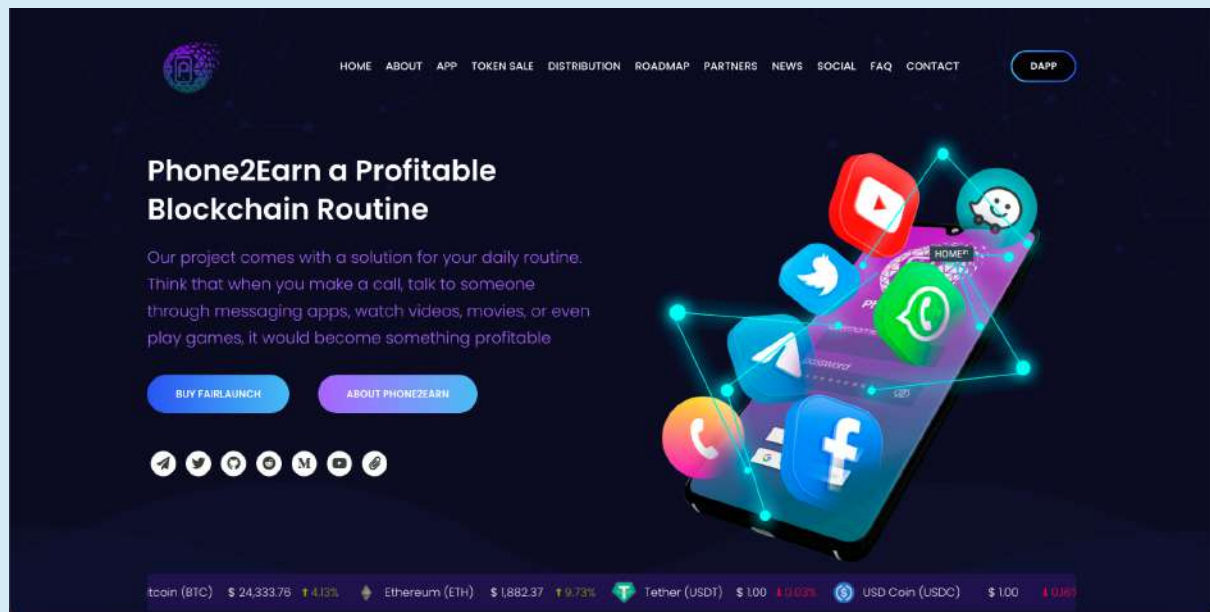 HOME ABOUT APP TOKEN SALE DISTRIBUTION ROADMAP PARTNERS NEWS SOCIAL FAQ CONTACT DAPP
Phone2Earn a Profitable
Blockchain Routine
Our project comes with a solution for your daily routine.
Think that when you make a call, talk to someone
through messaging apps, watch videos, movies, or even
play games, it would become something profitable
BUY FAIRLAUNCH ABOUT PHONE2EARN
HOME
password
itcoin (BTC) $ 24,333.76 4.13% Ethereum (ETH) $ 1,882.37 9.73% Tether (USDT) $ 1.00 0.03% USD Coin (USDC) $ 1.00